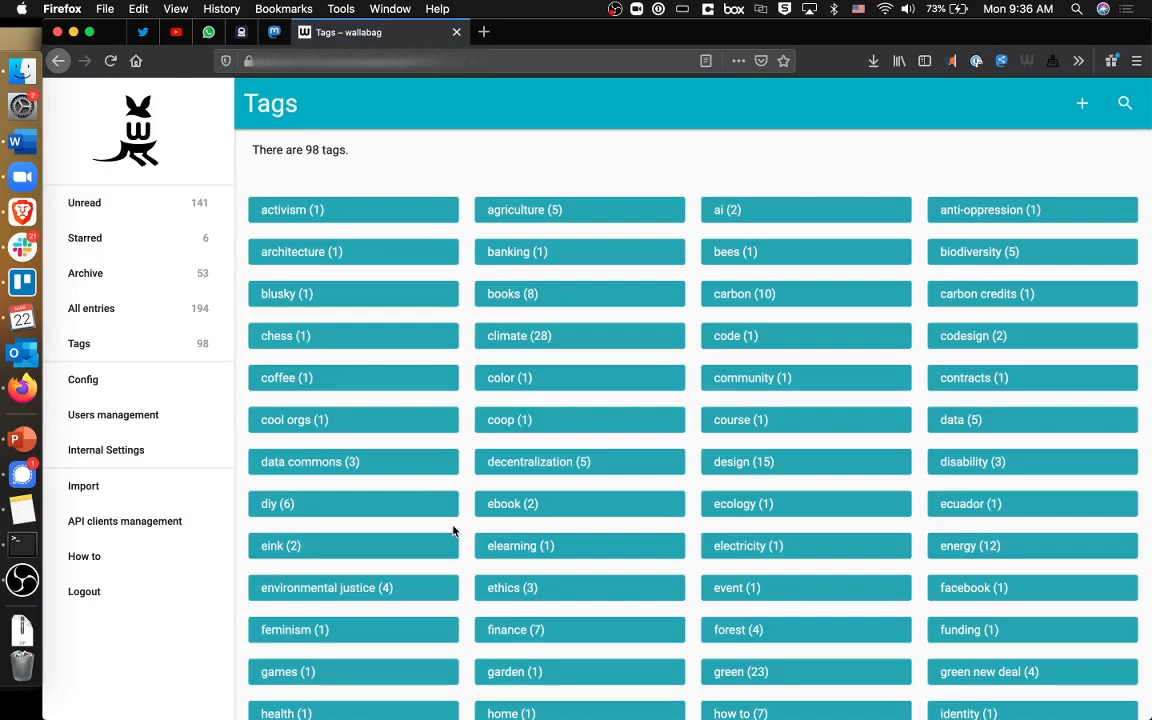 Firefox File Edit View History Bookmarks Tools Window Help box 73% Mon 9:36 AM
Tags – wallabag
Tags
There are 98 tags.
Unread 141
Starred 6
Archive 53
All entries 194
Tags 98
Config
Users management
Internal Settings
Import
API clients management
How to
Logout
activism (1) agriculture (5) ai (2) anti-oppression (1)
architecture (1) banking (1) bees (1) biodiversity (5)
blusky (1) books (8) carbon (10) carbon credits (1)
chess (1) climate (28) code (1) codesign (2)
coffee (1) color (1) community (1) contracts (1)
cool orgs (1) coop (1) course (1) data (5)
data commons (3) decentralization (5) design (15) disability (3)
diy (6) ebook (2) ecology (1) ecuador (1)
eink (2) elearning (1) electricity (1) energy (12)
environmental justice (4) ethics (3) event (1) facebook (1)
feminism (1) finance (7) forest (4) funding (1)
games (1) garden (1) green (23) green new deal (4)
health (1) home (1) how to (7) identity (1)